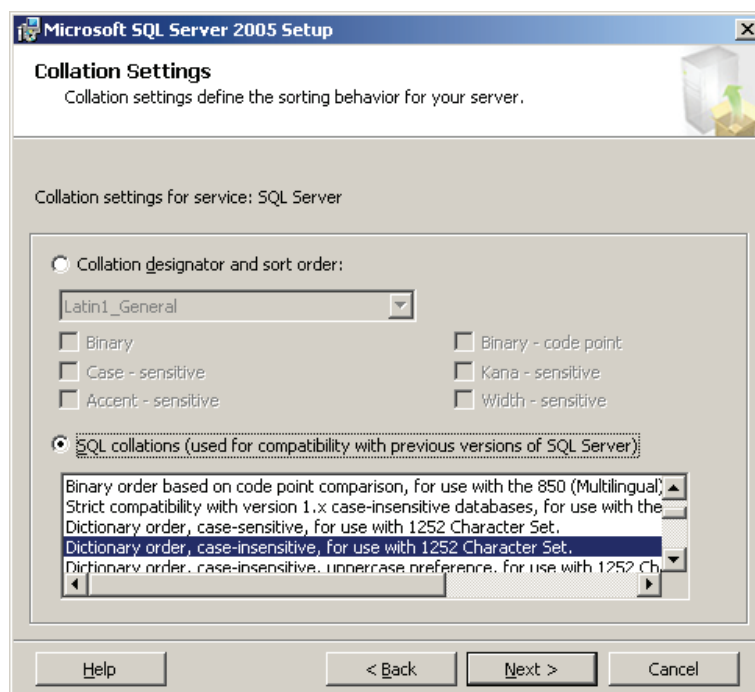 Microsoft SQL Server 2005 Setup
Collation Settings
Collation settings define the sorting behavior for your server.
Collation settings for service: SQL Server
Collation designator and sort order:
Latin1_General
Binary
Binary - code point
Case - sensitive
Kana - sensitive
Accent - sensitive
Width - sensitive
SQL collations (used for compatibility with previous versions of SQL Server)
Binary order based on code point comparison, for use with the 850 (Multilingual)
Strict compatibility with version 1.x case-insensitive databases, for use with the
Dictionary order, case-sensitive, for use with 1252 Character Set.
Dictionary order, case-insensitive, for use with 1252 Character Set.
Dictionary order, case-insensitive, uppercase preference, for use with 1252 Ch
Help
< Back
Next >
Cancel